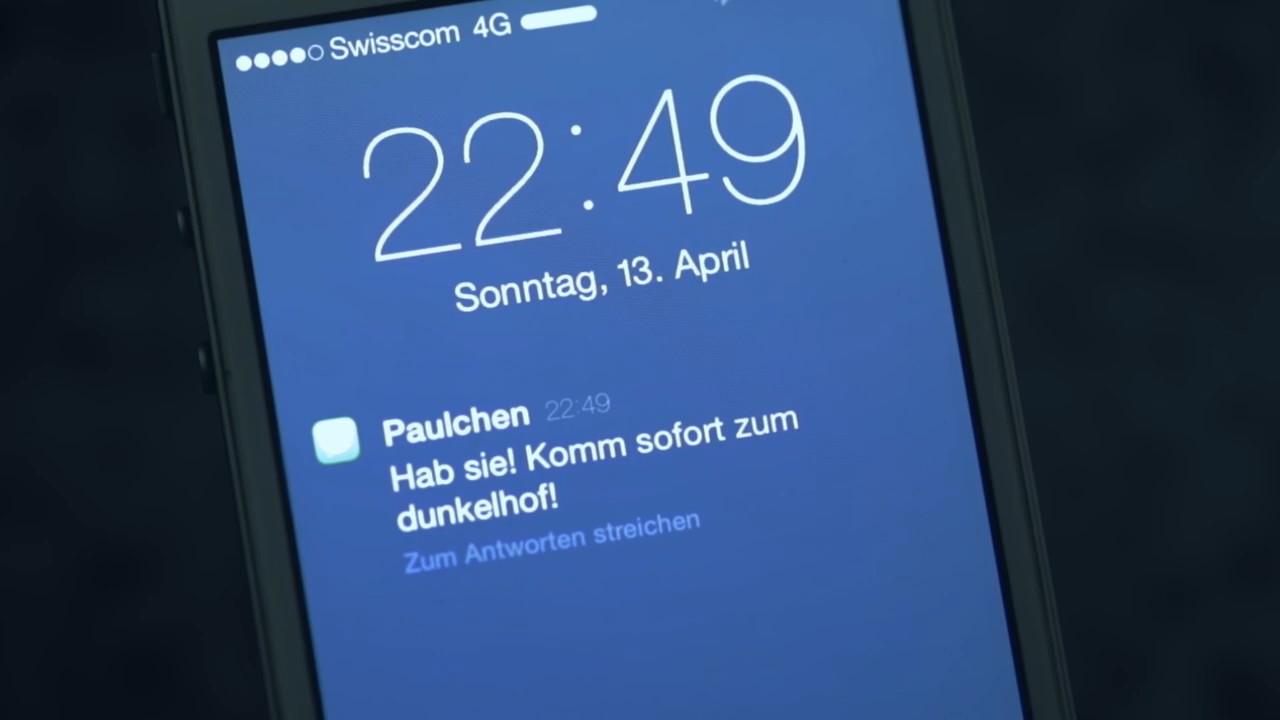 Swisscom 4G
22:49
Sonntag, 13. April
Paulchen 22:49
Hab sie! Komm sofort zum
dunkelhof!
Zum Antworten streichen